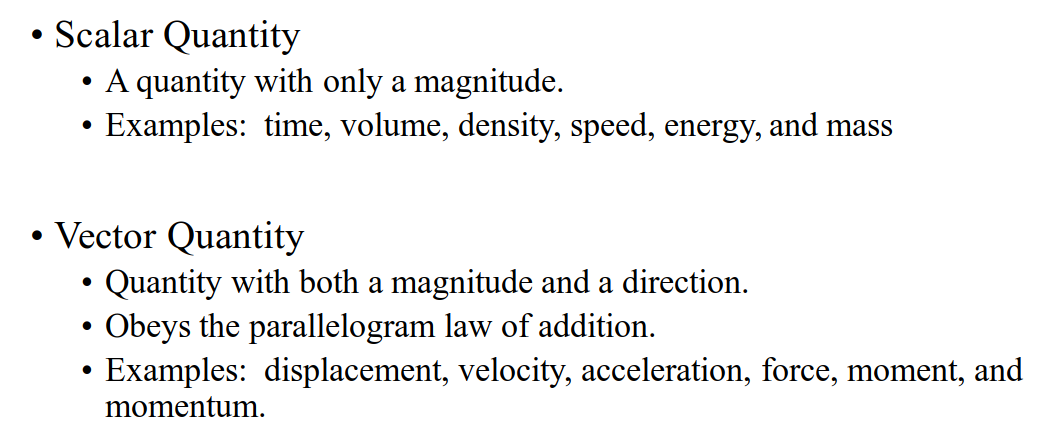 • Scalar Quantity
• A quantity with only a magnitude.
• Examples:  time, volume, density, speed, energy, and mass
• Vector Quantity
• Quantity with both a magnitude and a direction.
• Obeys the parallelogram law of addition.
• Examples:  displacement, velocity, acceleration, force, moment, and
momentum.